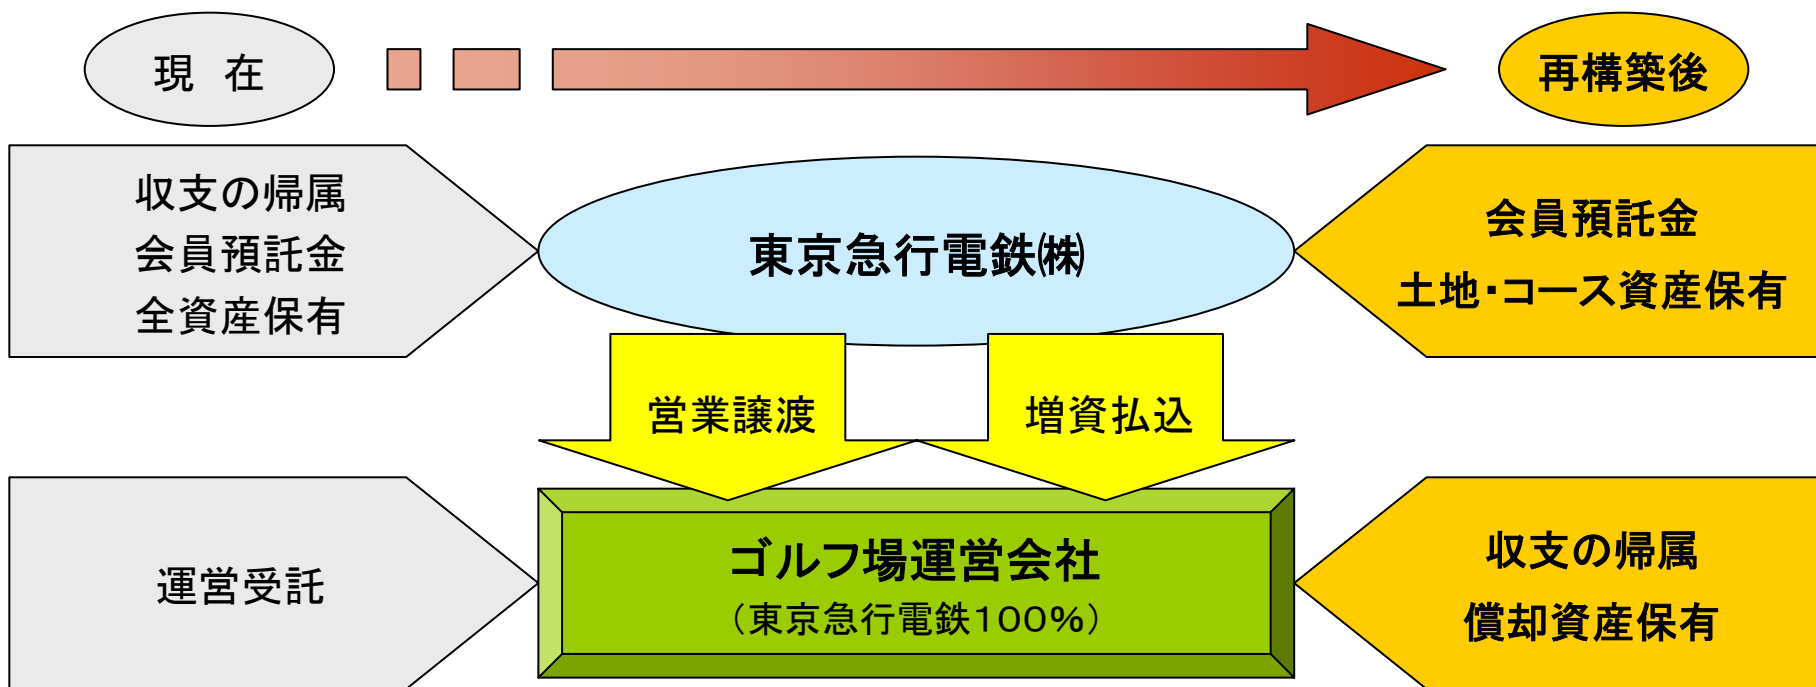 現　在
再構築後
収支の帰属
会員預託金
全資産保有
東京急行電鉄㈱
会員預託金
土地・コース資産保有
営業譲渡
増資払込
運営受託
ゴルフ場運営会社
（東京急行電鉄１００％）
収支の帰属
償却資産保有